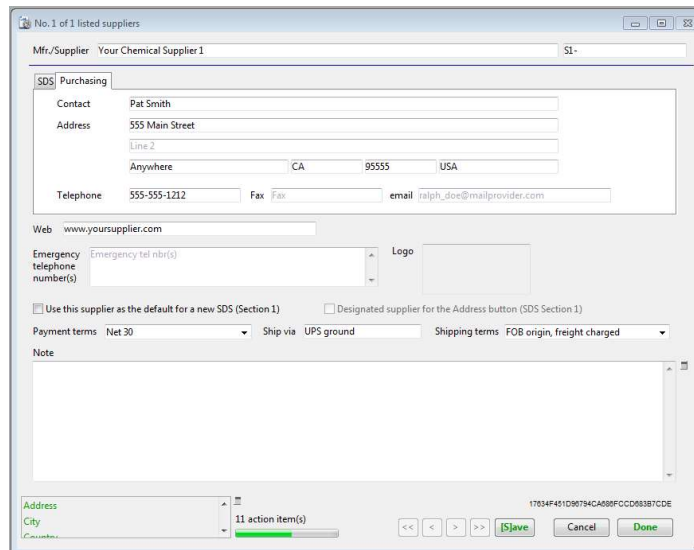 No. 1 of 1 listed suppliers
Mfr./Supplier Your Chemical Supplier 1 S1-
SDS Purchasing
Contact Pat Smith
Address 555 Main Street
Line 2
Anywhere CA 95555 USA
Telephone 555-555-1212 Fax Fax email ralph_doe@mailprovider.com
Web www.yoursupplier.com
Emergency telephone number(s) Emergency tel nbr(s) Logo
Use this supplier as the default for a new SDS (Section 1) Designated supplier for the Address button (SDS Section 1)
Payment terms Net 30 Ship via UPS ground Shipping terms FOB origin, freight charged
Note
Address
City
Country
11 action item(s)
17634F451D96794CA686FCCD683B7CDE
<< < > >> [S]ave Cancel Done